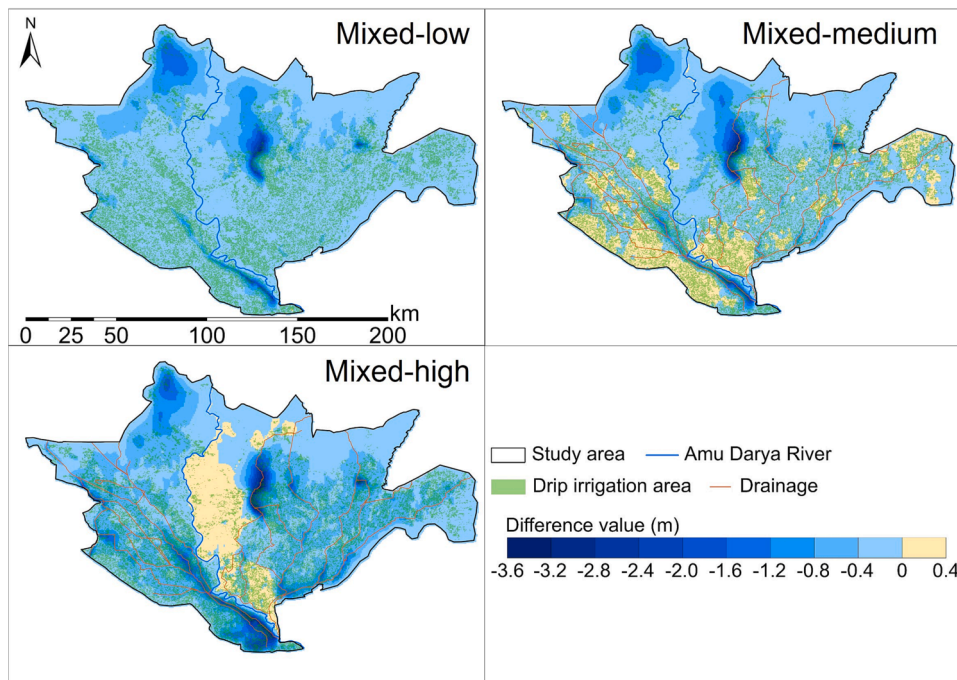 N
Mixed-low
Mixed-medium
km
0 25 50 100 150 200
Mixed-high
Study area
Amu Darya River
Drip irrigation area
Drainage
Difference value (m)
-3.6 -3.2 -2.8 -2.4 -2.0 -1.6 -1.2 -0.8 -0.4 0 0.4